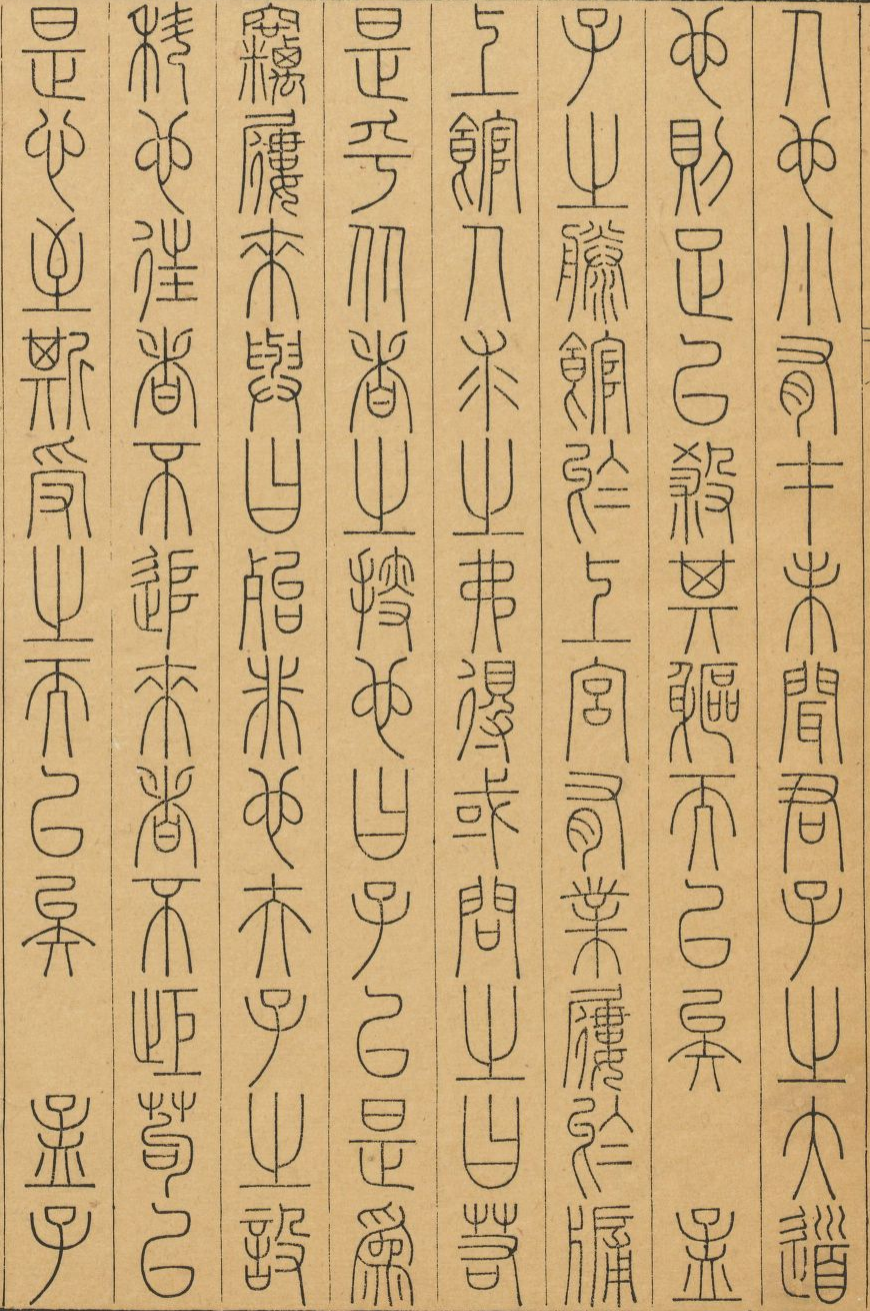 人也小有才未聞君子之大道
也則足以殺其軀而已矣 孟
子之滕館於上宮有業屨於牖
上館人求之弗得或問之曰若
是乎从者之搜也曰子以是為
竊屨來與曰殆非也夫子之設
科也往者不追來者不歫苟以
是心至斯受之而已矣 孟子